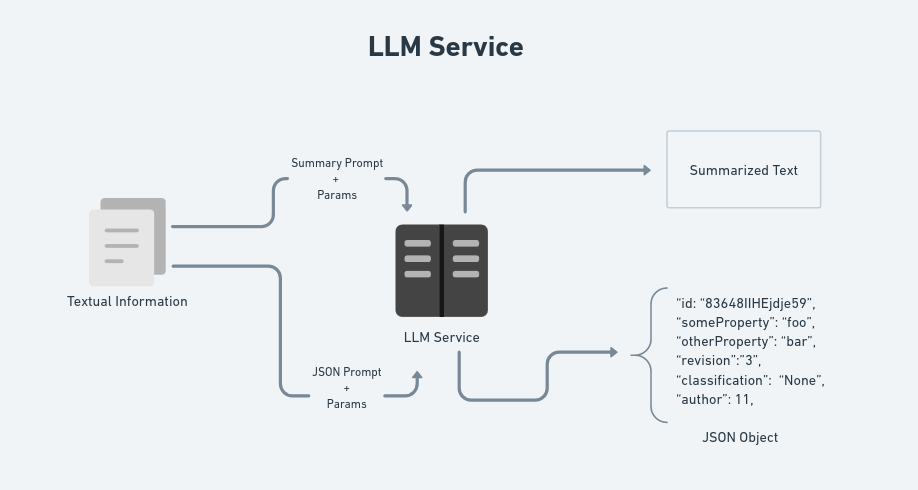 LLM Service
Summary Prompt
+
Params
Summarized Text
Textual Information
LLM Service
JSON Prompt
+
Params
“id: “83648IIHEjdje59”,
“someProperty”: “foo”,
“otherProperty”: “bar”,
“revision”:”3”,
“classification”:  “None”,
“author”: 11,
JSON Object